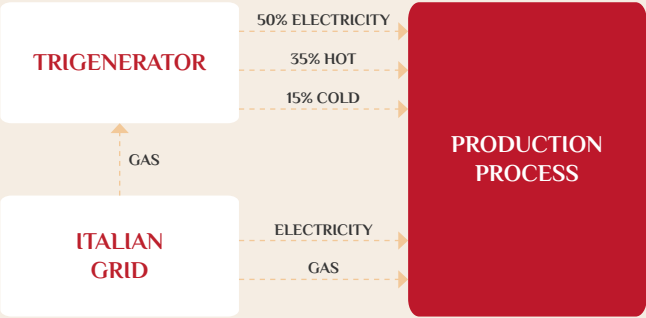 50% ELECTRICITY
TRIGENERATOR
35% HOT
15% COLD
PRODUCTION
PROCESS
GAS
ITALIAN
GRID
ELECTRICITY
GAS